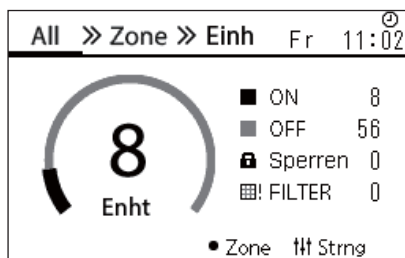 All » Zone » Einh Fr 11:02
ON 8
OFF 56
Sperren 0
! FILTER 0
8
Enht
Zone Strng